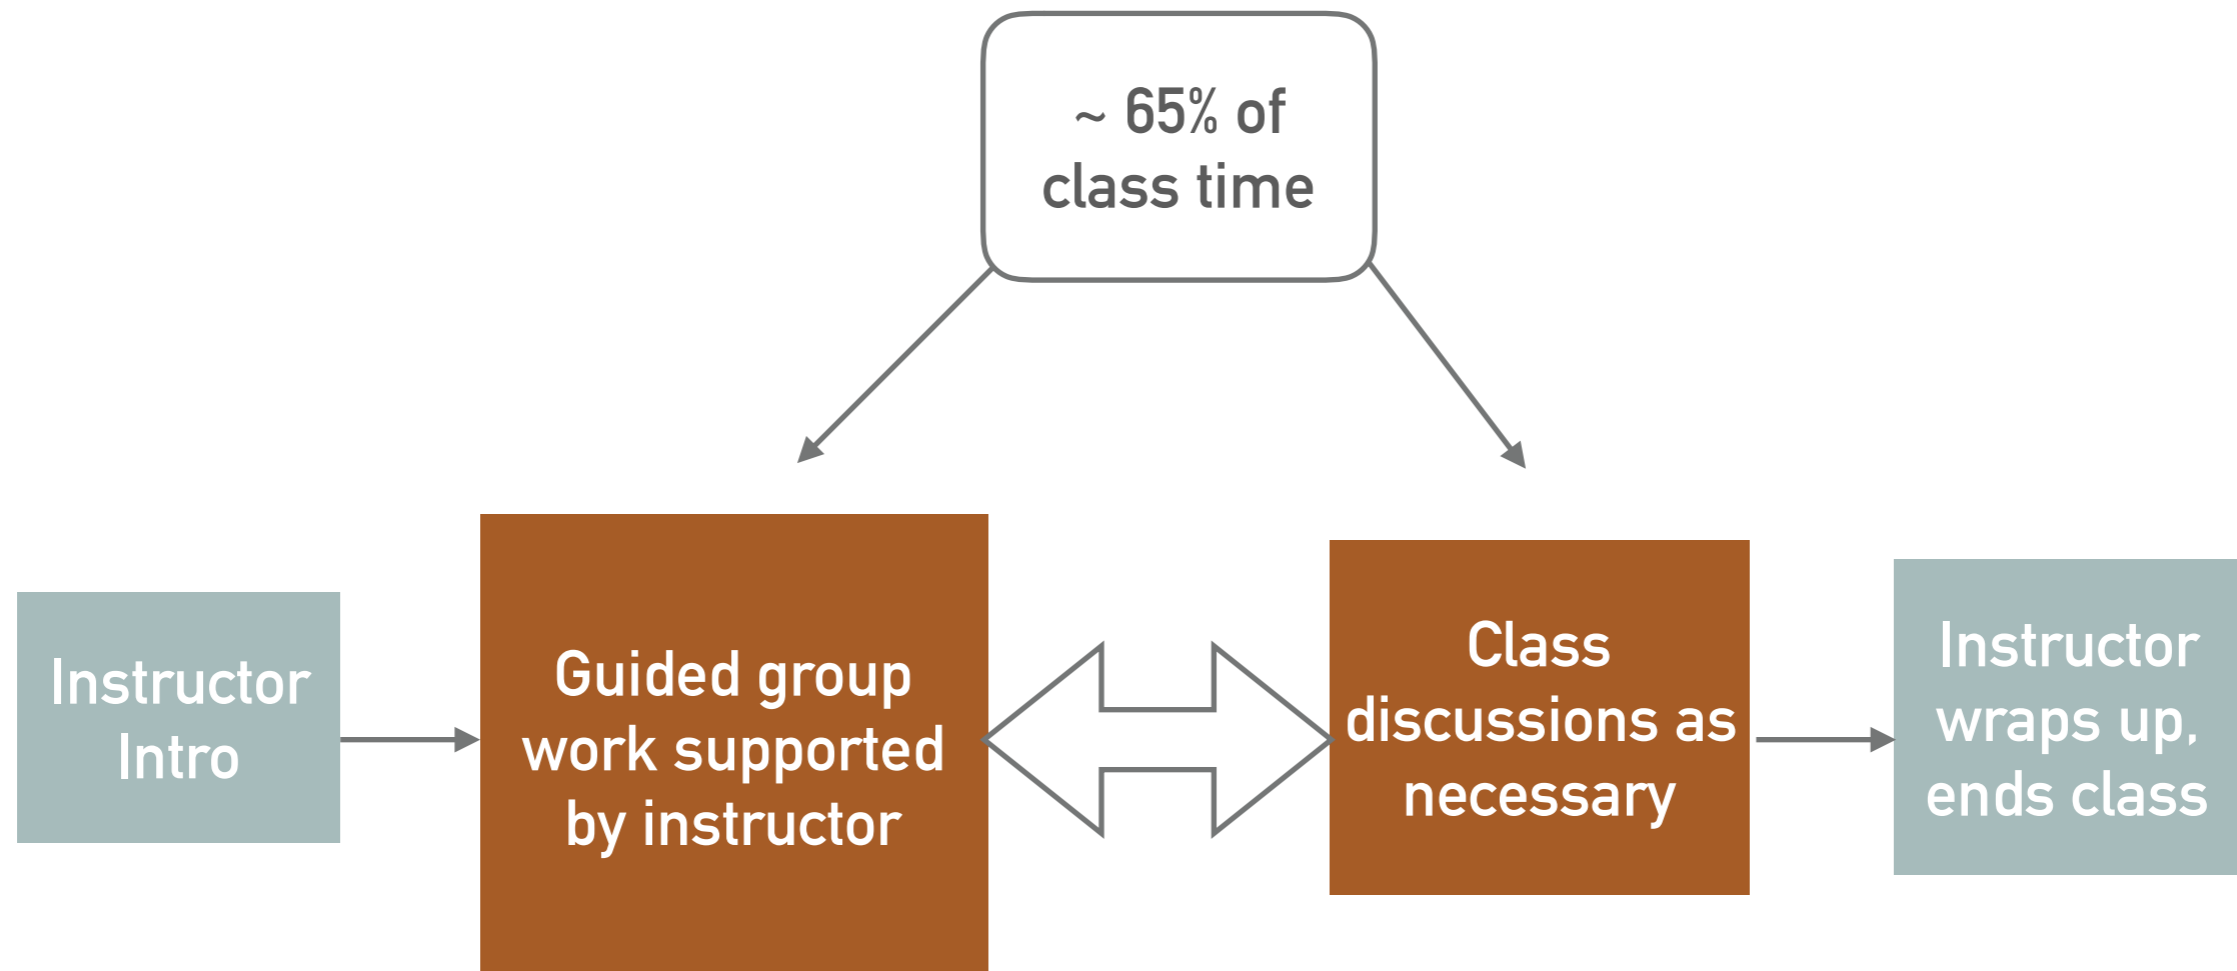 ~ 65% of
class time
Instructor
Intro
Guided group
work supported
by instructor
Class
discussions as
necessary
Instructor
wraps up,
ends class